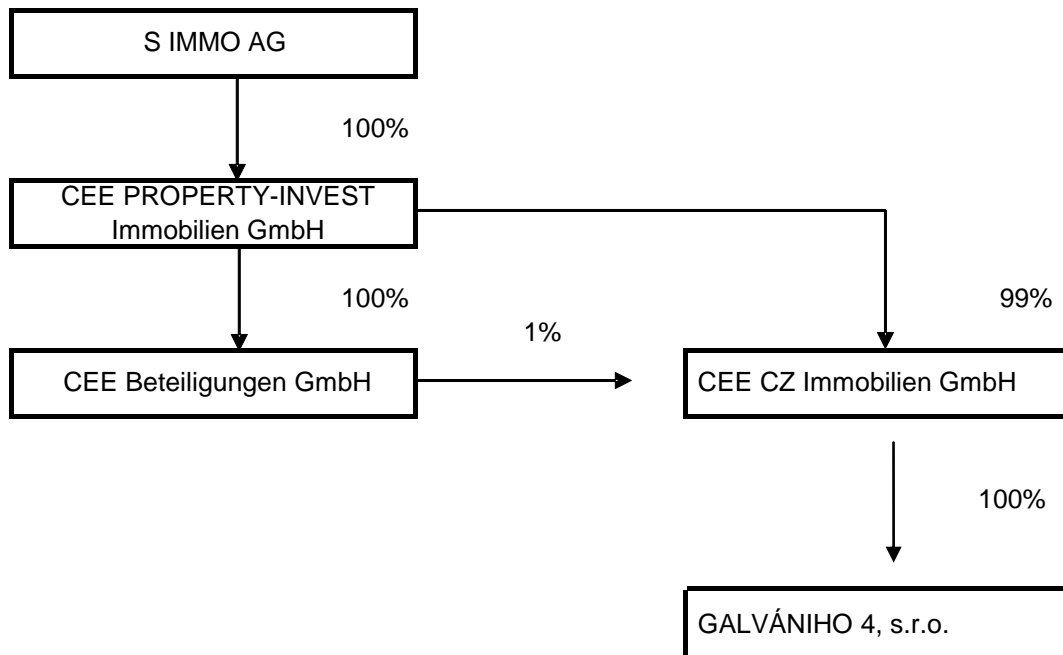 S IMMO AG
100%
CEE PROPERTY-INVEST
Immobilien GmbH
100%
99%
1%
CEE Beteiligungen GmbH
CEE CZ Immobilien GmbH
100%
GALVÁNIHO 4, s.r.o.